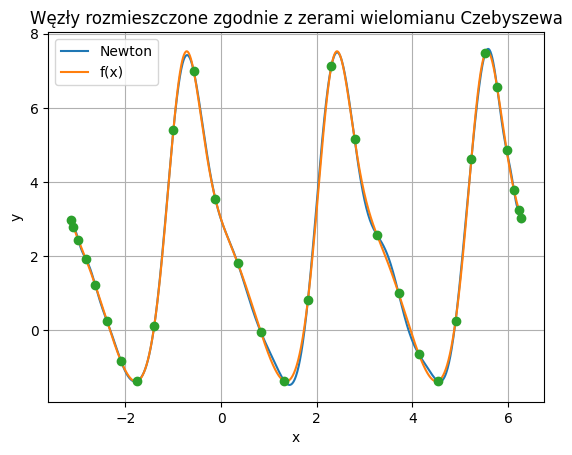 Węzły rozmieszczone zgodnie z zerami wielomianu Czebyszewa
Newton
f(x)
8
6
4
2
0
y
−2
0
2
4
6
x